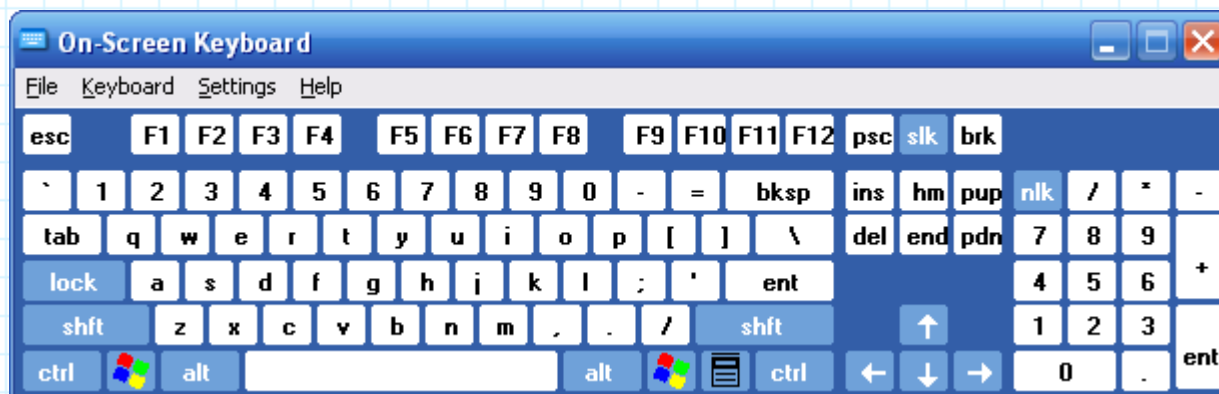 On-Screen Keyboard
File Keyboard Settings Help
esc F1 F2 F3 F4 F5 F6 F7 F8 F9 F10 F11 F12 psc slk brk
` 1 2 3 4 5 6 7 8 9 0 - = bksp ins hm pup nlk / * -
tab q w e r t y u i o p [ ] \ del end pdn 7 8 9
lock a s d f g h j k l ; ' ent 4 5 6 +
shft z x c v b n m , . / shft ↑ 1 2 3
ctrl alt alt ctrl ← ↓ → 0 . ent